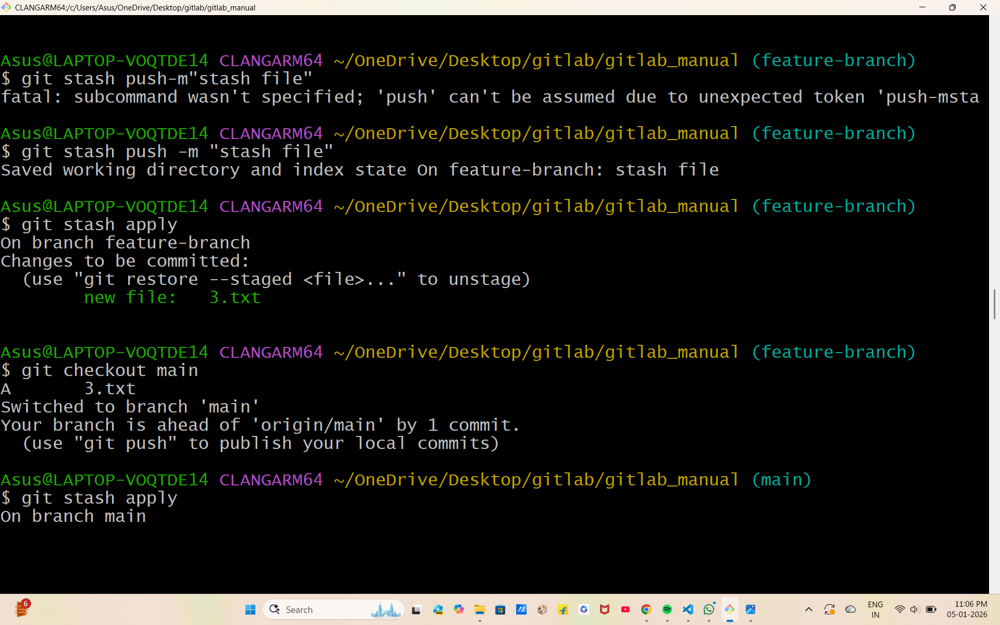 CLANGARM64:/c/Users/Asus/OneDrive/Desktop/gitlab/gitlab_manual
Asus@LAPTOP-VOQTDE14 CLANGARM64 ~/OneDrive/Desktop/gitlab/gitlab_manual (feature-branch)
$ git stash push-m"stash file"
fatal: subcommand wasn't specified; 'push' can't be assumed due to unexpected token 'push-msta
Asus@LAPTOP-VOQTDE14 CLANGARM64 ~/OneDrive/Desktop/gitlab/gitlab_manual (feature-branch)
$ git stash push -m "stash file"
Saved working directory and index state On feature-branch: stash file
Asus@LAPTOP-VOQTDE14 CLANGARM64 ~/OneDrive/Desktop/gitlab/gitlab_manual (feature-branch)
$ git stash apply
On branch feature-branch
Changes to be committed:
  (use "git restore --staged <file>..." to unstage)
        new file:   3.txt
Asus@LAPTOP-VOQTDE14 CLANGARM64 ~/OneDrive/Desktop/gitlab/gitlab_manual (feature-branch)
$ git checkout main
A       3.txt
Switched to branch 'main'
Your branch is ahead of 'origin/main' by 1 commit.
  (use "git push" to publish your local commits)
Asus@LAPTOP-VOQTDE14 CLANGARM64 ~/OneDrive/Desktop/gitlab/gitlab_manual (main)
$ git stash apply
On branch main
6
Search
PRE
ENG
IN
11:06 PM
05-01-2026